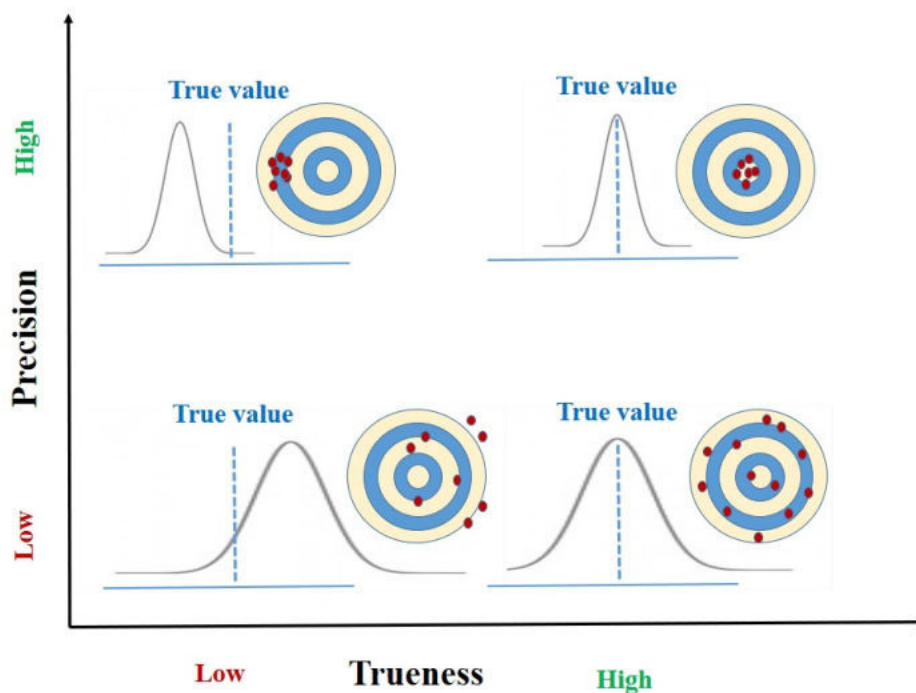 True value
True value
High
Precision
True value
True value
Low
Low
Trueness
High